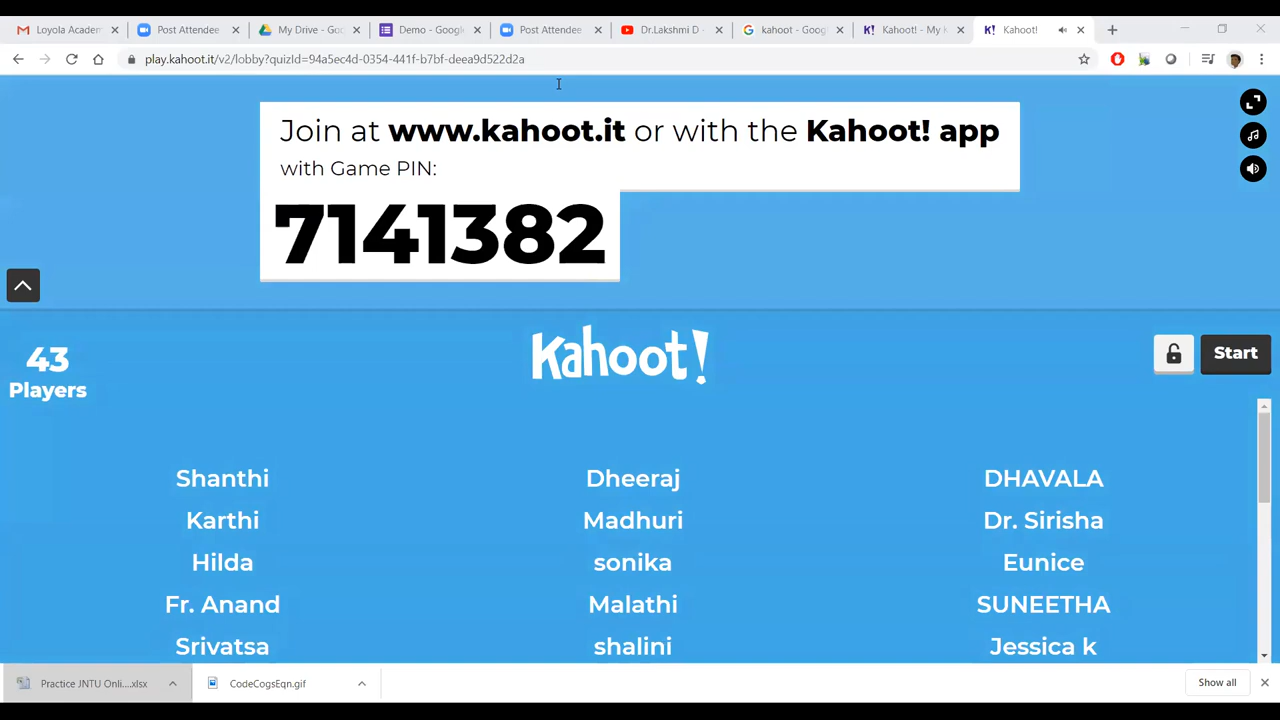 Loyola Academ
Post Attendee
My Drive - Goo
Demo - Google
Post Attendee
Dr.Lakshmi D -
kahoot - Googl
Kahoot! - My K
Kahoot!
play.kahoot.it/v2/lobby?quizId=94a5ec4d-0354-441f-b7bf-deea9d522d2a
Join at www.kahoot.it or with the Kahoot! app
with Game PIN:
7141382
43
Players
Kahoot!
Start
Shanthi Dheeraj DHAVALA
Karthi Madhuri Dr. Sirisha
Hilda sonika Eunice
Fr. Anand Malathi SUNEETHA
Srivatsa shalini Jessica k
Practice JNTU Onli....xlsx
CodeCogsEqn.gif
Show all